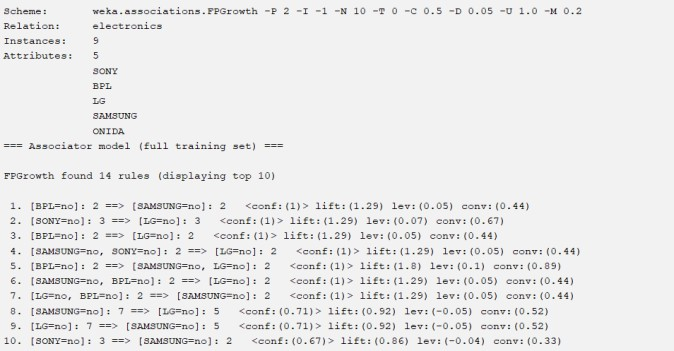 Scheme: weka.associations.FPGrowth -P 2 -I -1 -N 10 -T 0 -C 0.5 -D 0.05 -U 1.0 -M 0.2
Relation: electronics
Instances: 9
Attributes: 5
SONY
BPL
LG
SAMSUNG
ONIDA
=== Associator model (full training set) ===
FPGrowth found 14 rules (displaying top 10)
1. [BPL=no]: 2 ==> [SAMSUNG=no]: 2 <conf:(1)> lift:(1.29) lev:(0.05) conv:(0.44)
2. [SONY=no]: 3 ==> [LG=no]: 3 <conf:(1)> lift:(1.29) lev:(0.07) conv:(0.67)
3. [BPL=no]: 2 ==> [LG=no]: 2 <conf:(1)> lift:(1.29) lev:(0.05) conv:(0.44)
4. [SAMSUNG=no, SONY=no]: 2 ==> [LG=no]: 2 <conf:(1)> lift:(1.29) lev:(0.05) conv:(0.44)
5. [BPL=no]: 2 ==> [SAMSUNG=no, LG=no]: 2 <conf:(1)> lift:(1.8) lev:(0.1) conv:(0.89)
6. [SAMSUNG=no, BPL=no]: 2 ==> [LG=no]: 2 <conf:(1)> lift:(1.29) lev:(0.05) conv:(0.44)
7. [LG=no, BPL=no]: 2 ==> [SAMSUNG=no]: 2 <conf:(1)> lift:(1.29) lev:(0.05) conv:(0.44)
8. [SAMSUNG=no]: 7 ==> [LG=no]: 5 <conf:(0.71)> lift:(0.92) lev:(-0.05) conv:(0.52)
9. [LG=no]: 7 ==> [SAMSUNG=no]: 5 <conf:(0.71)> lift:(0.92) lev:(-0.05) conv:(0.52)
10. [SONY=no]: 3 ==> [SAMSUNG=no]: 2 <conf:(0.67)> lift:(0.86) lev:(-0.04) conv:(0.33)